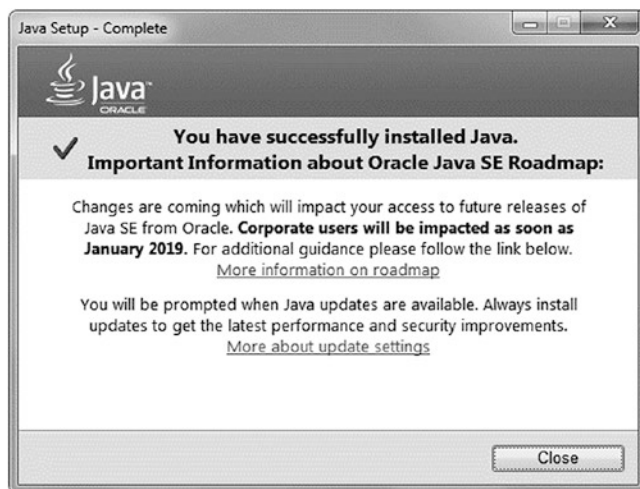 Java Setup - Complete
Java
ORACLE
You have successfully installed Java.
Important Information about Oracle Java SE Roadmap:
Changes are coming which will impact your access to future releases of
Java SE from Oracle. Corporate users will be impacted as soon as
January 2019. For additional guidance please follow the link below.
More information on roadmap
You will be prompted when Java updates are available. Always install
updates to get the latest performance and security improvements.
More about update settings
Close